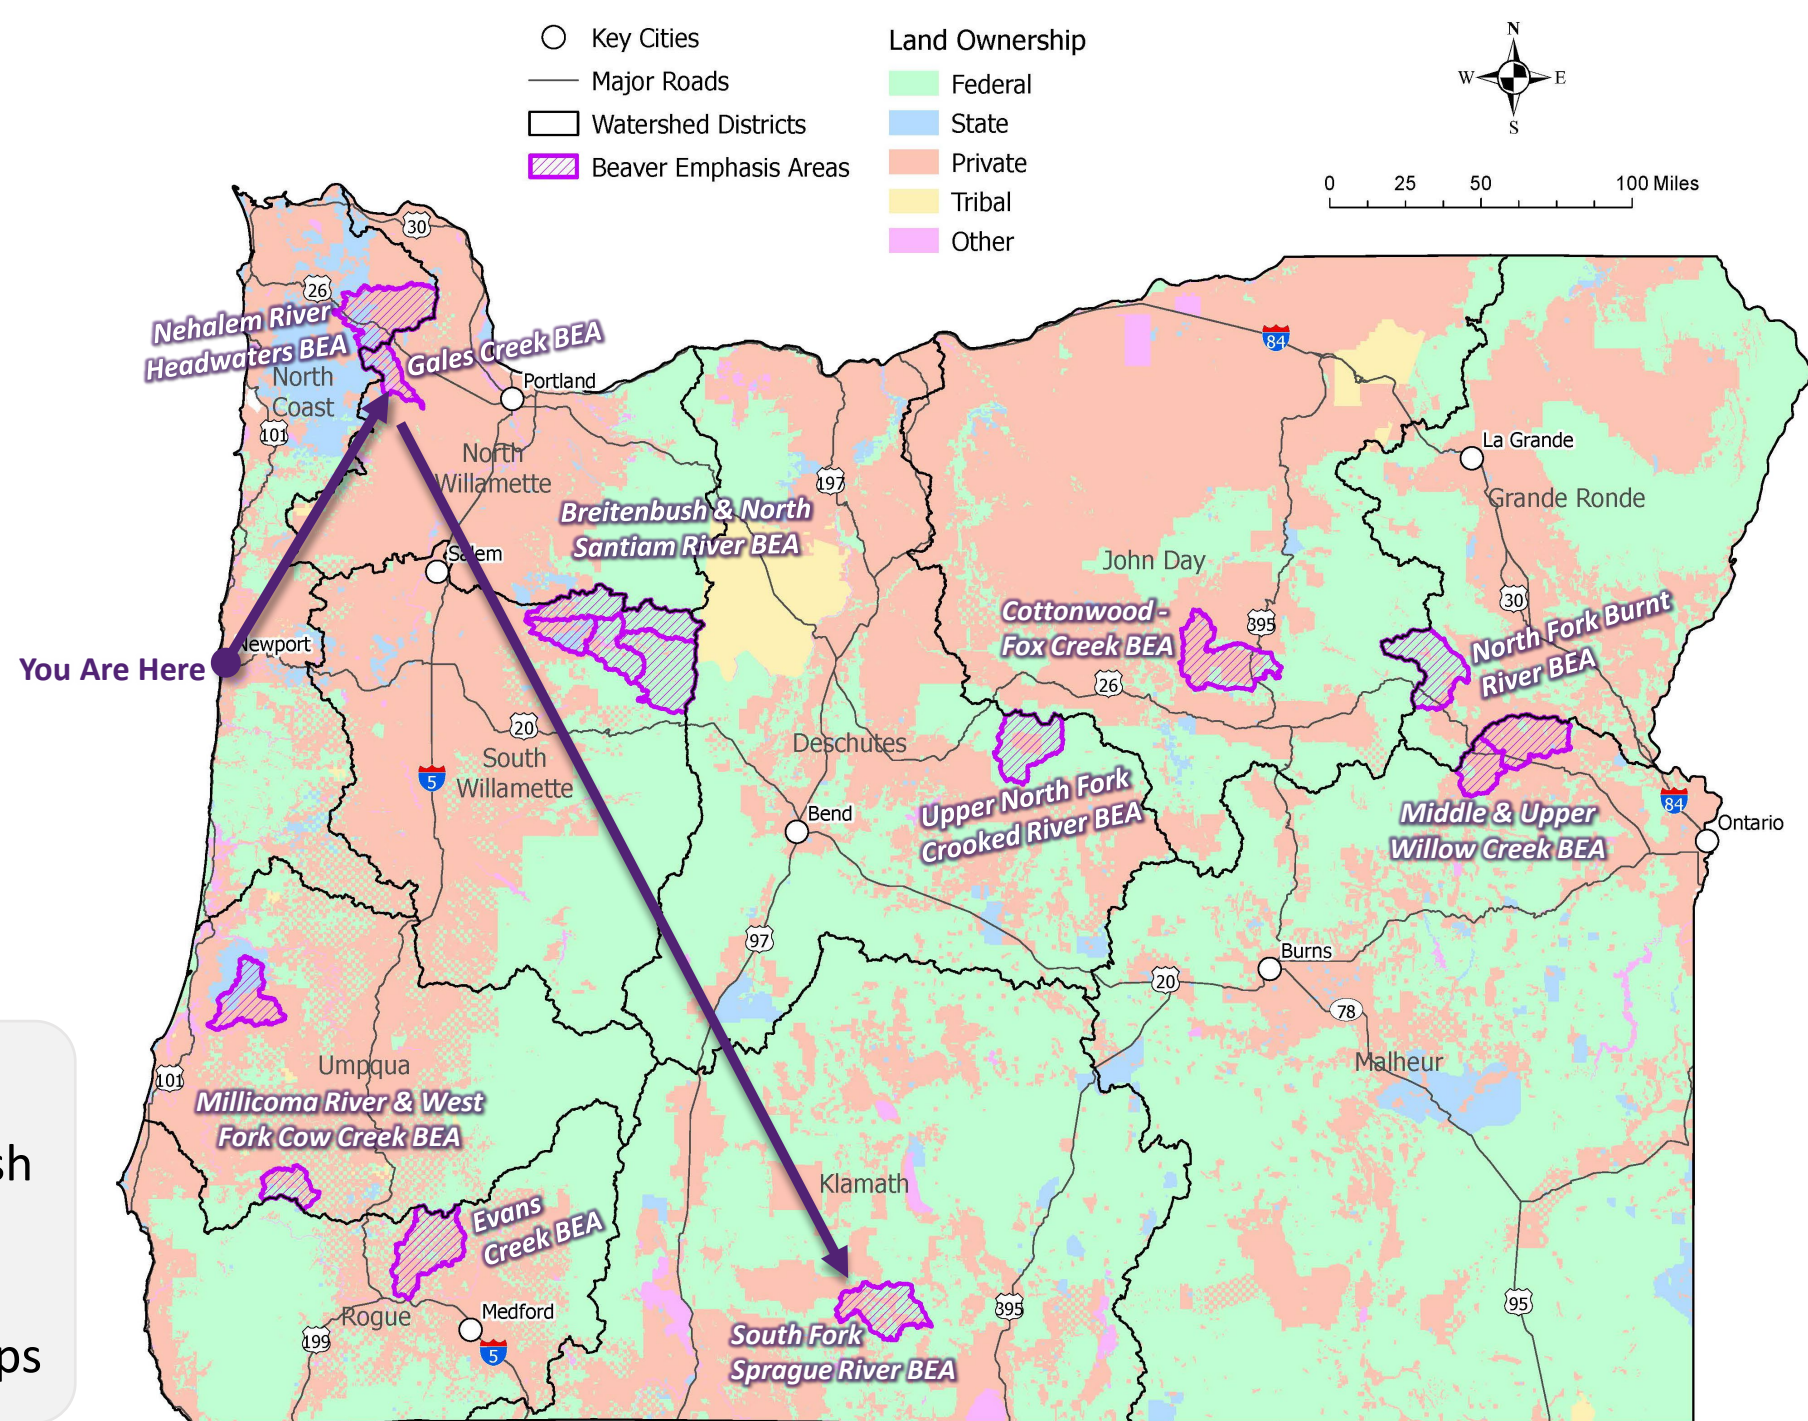 Key Cities
Major Roads
Watershed Districts
Beaver Emphasis Areas
Land Ownership
Federal
State
Private
Tribal
Other
N
W
E
S
0 25 50 100 Miles
30
26
Nehalem River
Headwaters BEA
Gales Creek BEA
North
Coast
101
Portland
North
Willamette
197
84
La Grande
Grande Ronde
Breitenbush & North
Santiam River BEA
Salem
John Day
30
Cottonwood -
Fox Creek BEA
395
North Fork Burnt
River BEA
Newport
You Are Here
26
20
South
Willamette
5
Deschutes
Bend
Upper North Fork
Crooked River BEA
Middle & Upper
Willow Creek BEA
84
Ontario
97
Burns
20
78
Malheur
101
Umpqua
Millicoma River & West
Fork Cow Creek BEA
sh
Klamath
Evans
Creek BEA
Rogue
Medford
199
5
ps
South Fork
Sprague River BEA
395
95